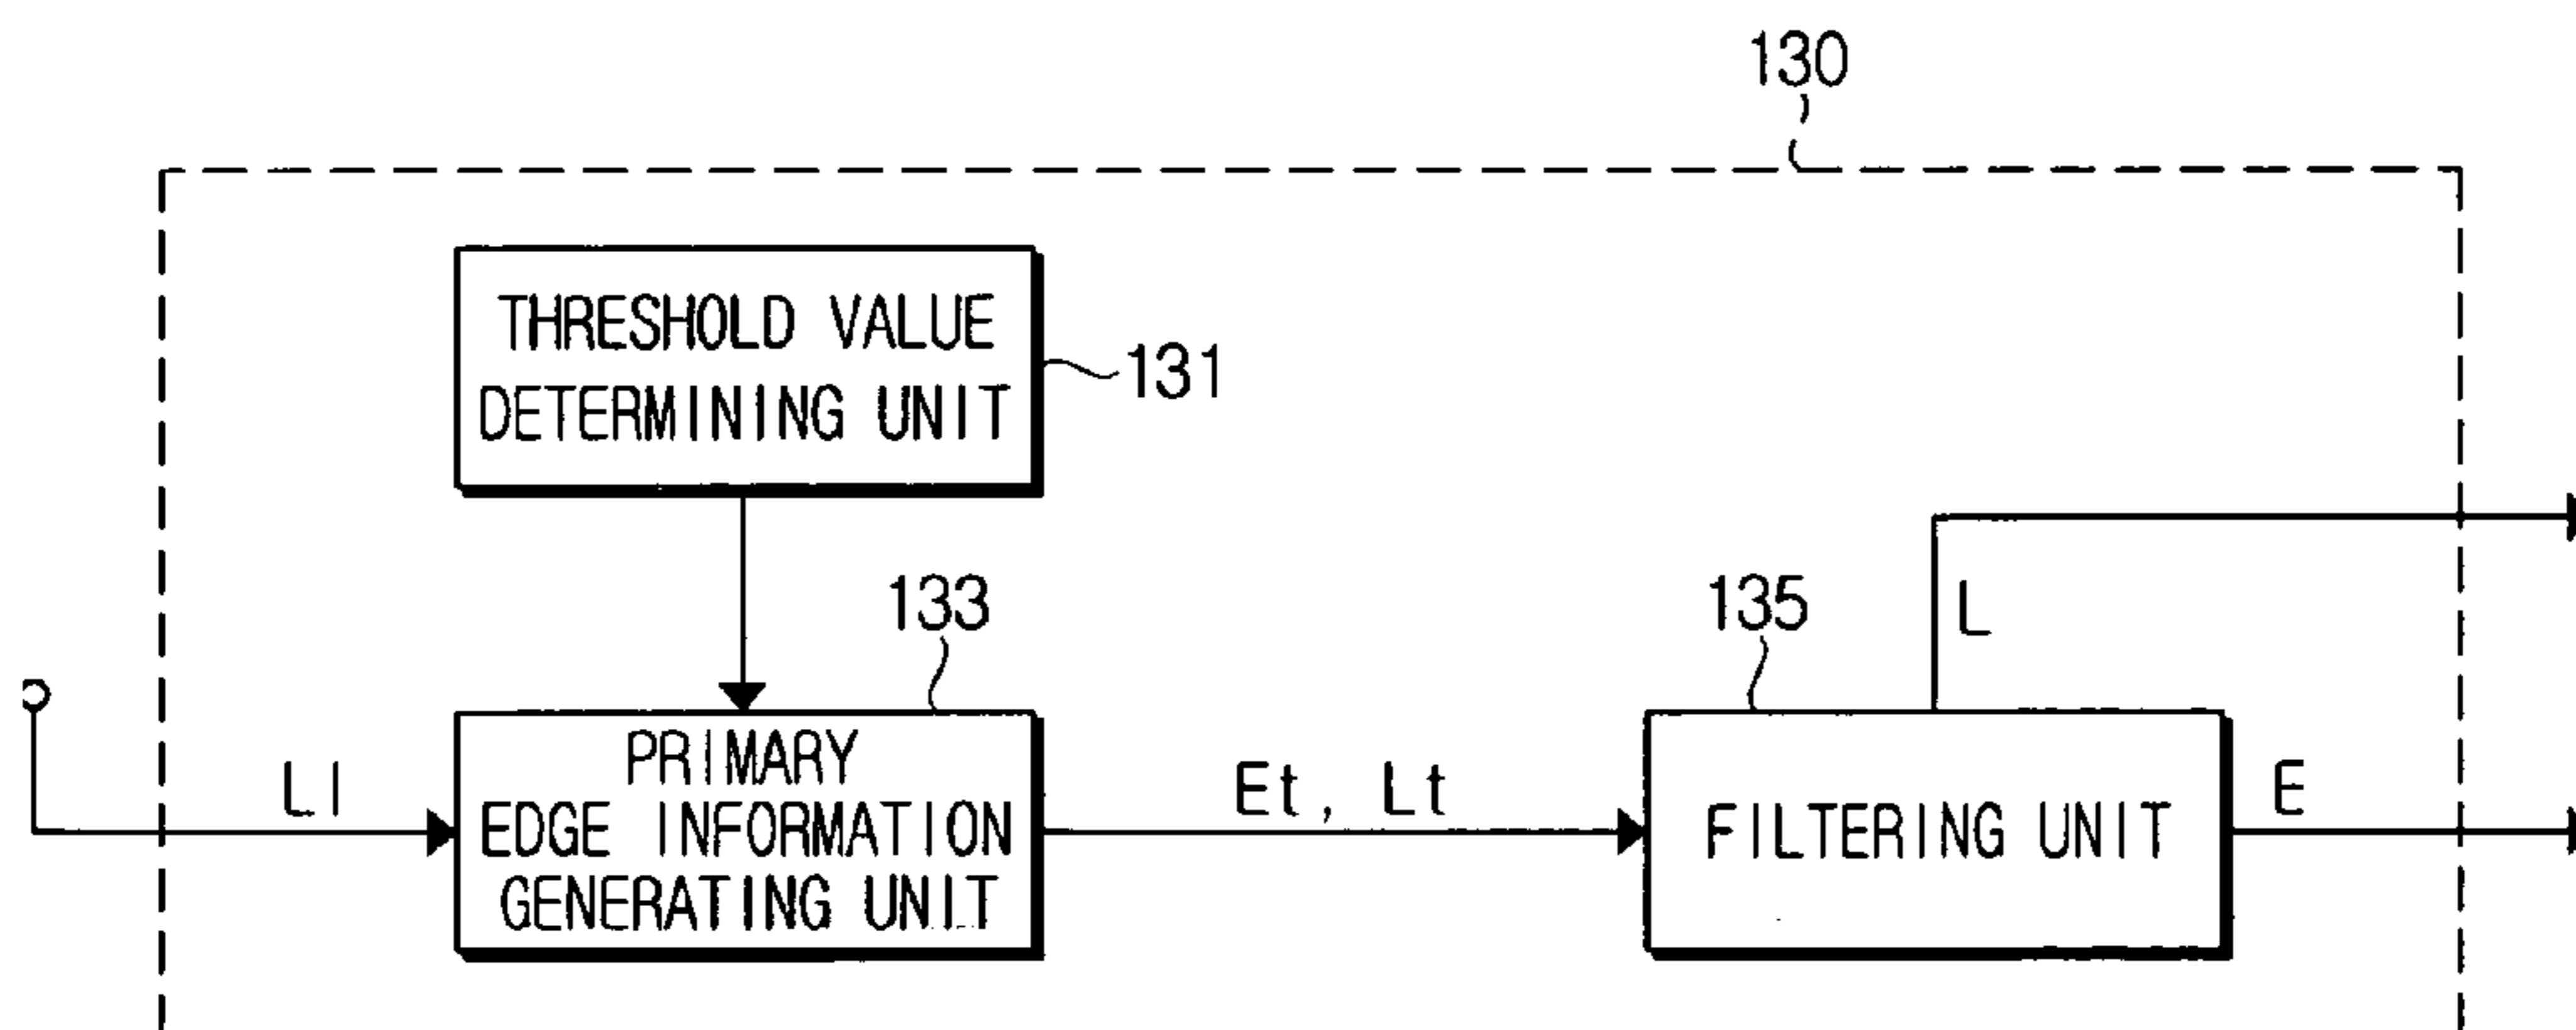 130
THRESHOLD VALUE
DETERMINING UNIT
131
133
135
L
PRIMARY
EDGE INFORMATION
GENERATING UNIT
LI
Et, Lt
FILTERING UNIT
E